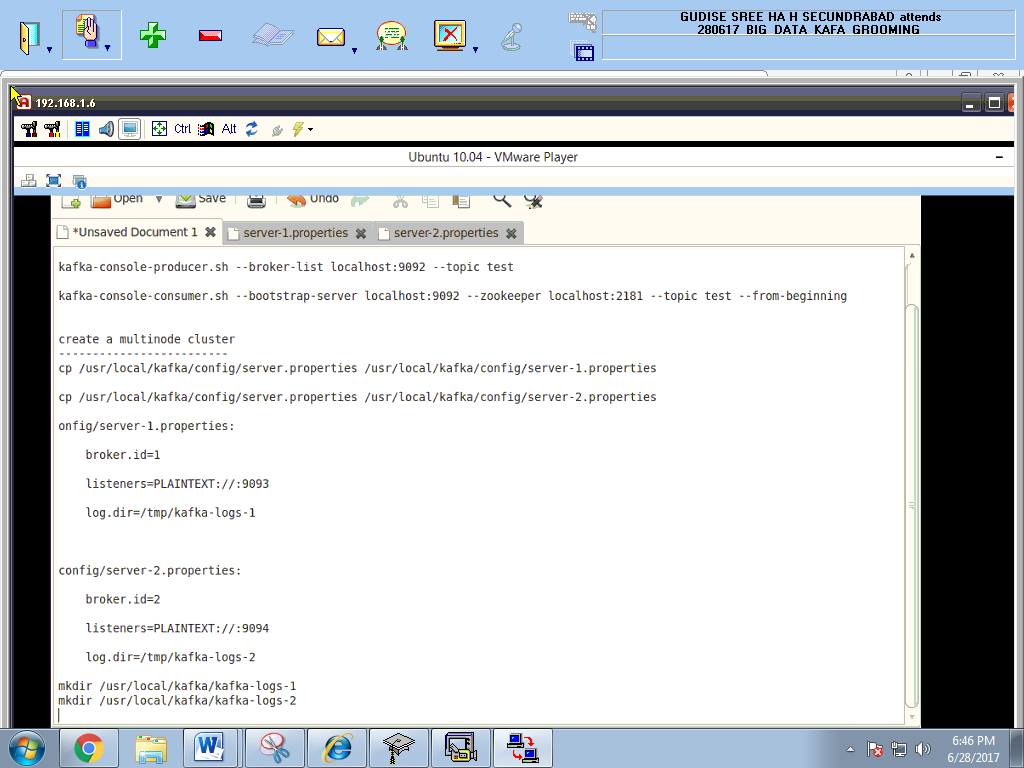 GUDISE SREE HA H SECUNDRABAD attends
280617 BIG DATA KAFA GROOMING
192.168.1.6
Ctrl Alt
Ubuntu 10.04 - VMware Player
Open Save Undo
*Unsaved Document 1 server-1.properties server-2.properties
kafka-console-producer.sh --broker-list localhost:9092 --topic test
kafka-console-consumer.sh --bootstrap-server localhost:9092 --zookeeper localhost:2181 --topic test --from-beginning
create a multinode cluster
-------------------------
cp /usr/local/kafka/config/server.properties /usr/local/kafka/config/server-1.properties
cp /usr/local/kafka/config/server.properties /usr/local/kafka/config/server-2.properties
onfig/server-1.properties:
broker.id=1
listeners=PLAINTEXT://:9093
log.dir=/tmp/kafka-logs-1
config/server-2.properties:
broker.id=2
listeners=PLAINTEXT://:9094
log.dir=/tmp/kafka-logs-2
mkdir /usr/local/kafka/kafka-logs-1
mkdir /usr/local/kafka/kafka-logs-2
6:46 PM
6/28/2017